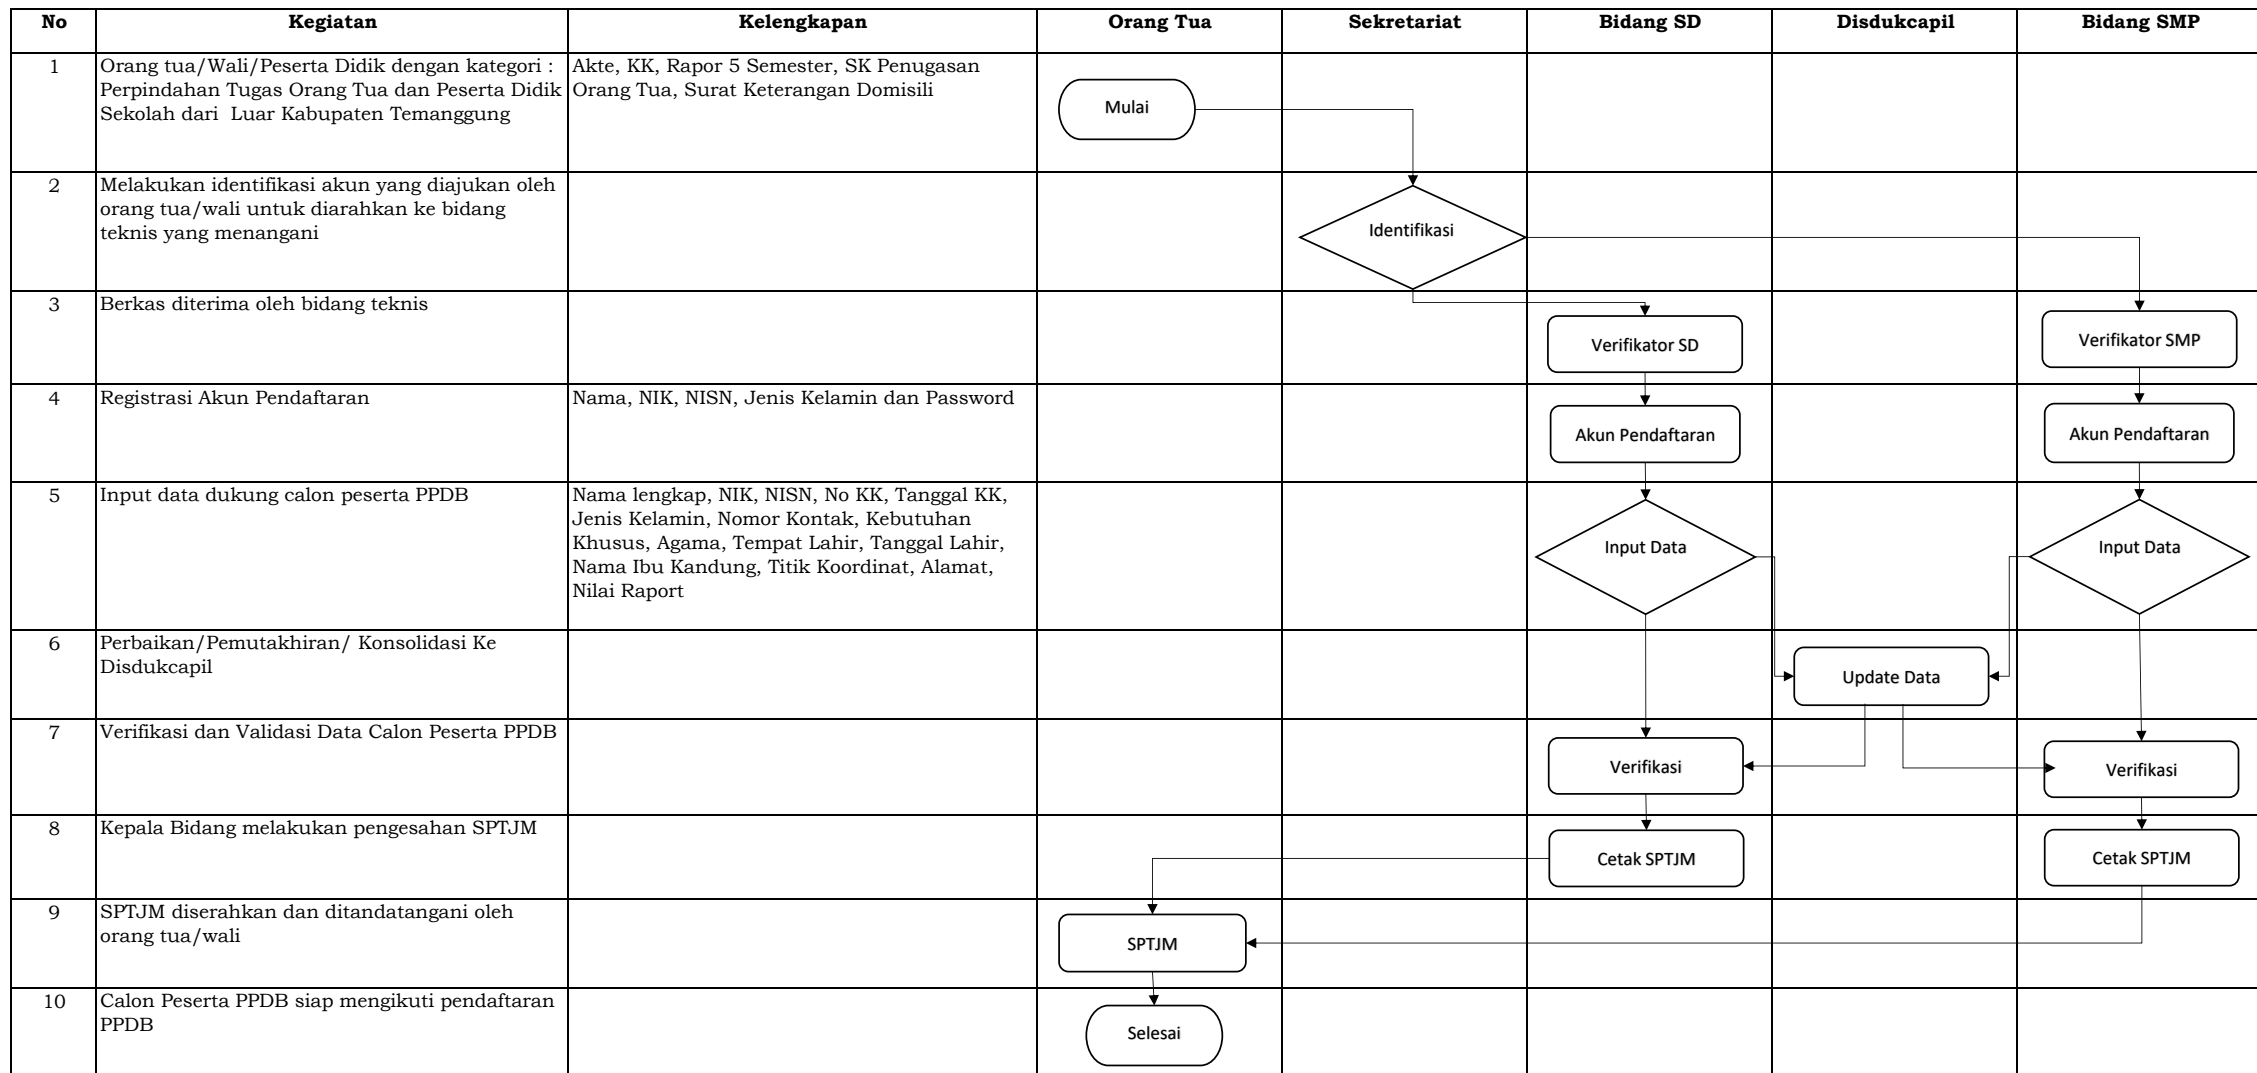 No Kegiatan Kelengkapan Orang Tua Sekretariat Bidang SD Disdukcapil Bidang SMP
1
Orang tua/Wali/Peserta Didik dengan kategori :
Perpindahan Tugas Orang Tua dan Peserta Didik
Sekolah dari  Luar Kabupaten Temanggung
Akte, KK, Rapor 5 Semester, SK Penugasan
Orang Tua, Surat Keterangan Domisili
Mulai
2
Melakukan identifikasi akun yang diajukan oleh
orang tua/wali untuk diarahkan ke bidang
teknis yang menangani
Identifikasi
3
Berkas diterima oleh bidang teknis
Verifikator SD
Verifikator SMP
4
Registrasi Akun Pendaftaran
Nama, NIK, NISN, Jenis Kelamin dan Password
Akun Pendaftaran
Akun Pendaftaran
5
Input data dukung calon peserta PPDB
Nama lengkap, NIK, NISN, No KK, Tanggal KK,
Jenis Kelamin, Nomor Kontak, Kebutuhan
Khusus, Agama, Tempat Lahir, Tanggal Lahir,
Nama Ibu Kandung, Titik Koordinat, Alamat,
Nilai Raport
Input Data
Input Data
6
Perbaikan/Pemutakhiran/ Konsolidasi Ke
Disdukcapil
Update Data
7
Verifikasi dan Validasi Data Calon Peserta PPDB
Verifikasi
Verifikasi
8
Kepala Bidang melakukan pengesahan SPTJM
Cetak SPTJM
Cetak SPTJM
9
SPTJM diserahkan dan ditandatangani oleh
orang tua/wali
SPTJM
10
Calon Peserta PPDB siap mengikuti pendaftaran
PPDB
Selesai